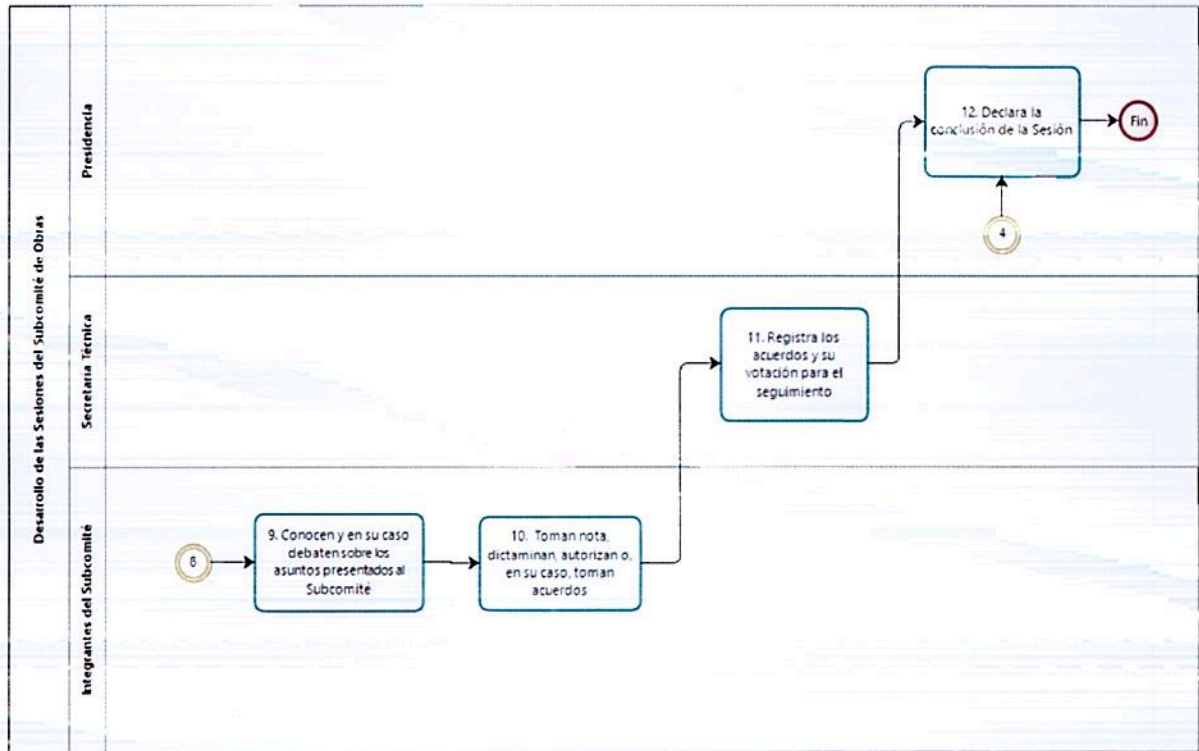 Desarrollo de las Sesiones del Subcomité de Obras
Presidencia
12. Declara la
conclusión de la Sesión
Fin
4
Secretaría Técnica
11. Registra los
acuerdos y su
votación para el
seguimiento
Integrantes del Subcomité
8
9. Conocen y en su caso
debaten sobre los
asuntos presentados al
Subcomité
10. Toman nota,
dictaminan, autorizan o,
en su caso, toman
acuerdos